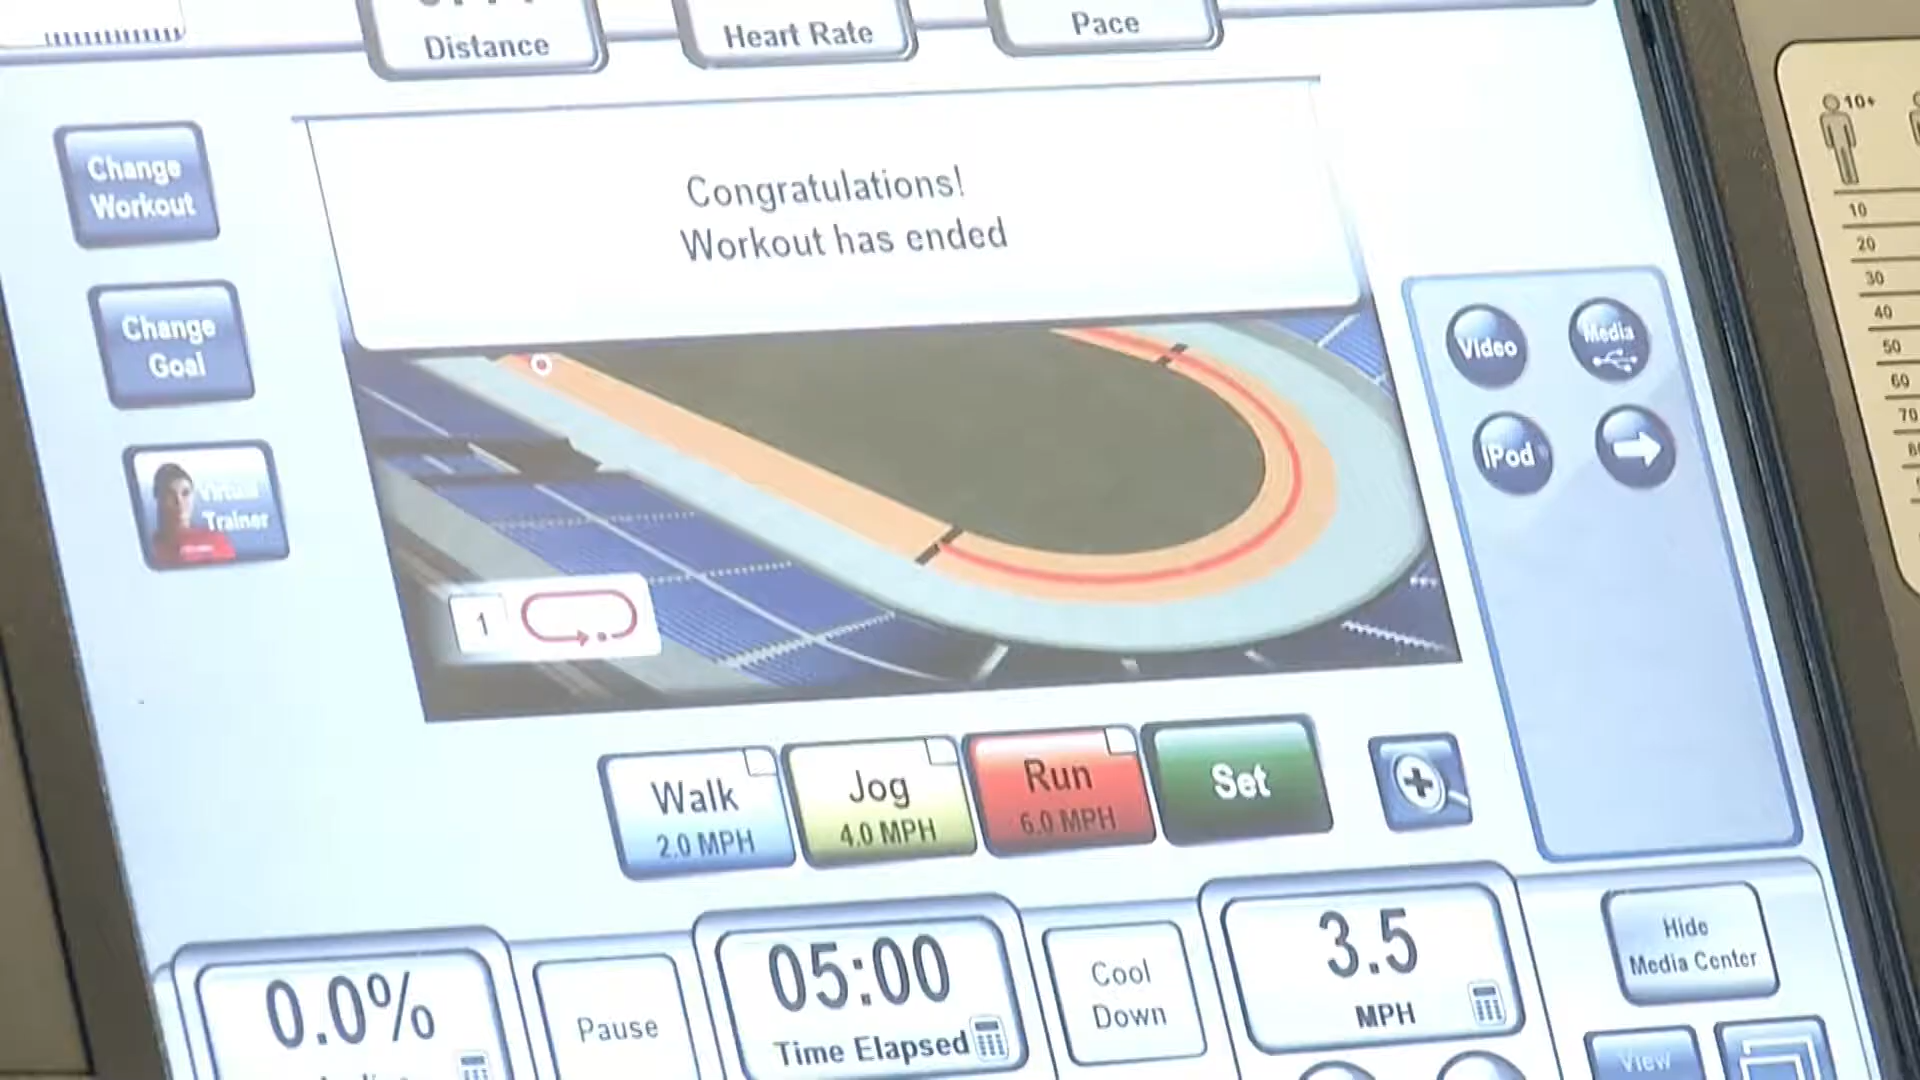 Distance
Heart Rate
Pace
Change
Workout
Congratulations!
Workout has ended
Change
Goal
Virtual
Trainer
Video
Media
iPod
1
Walk
2.0 MPH
Jog
4.0 MPH
Run
6.0 MPH
Set
0.0%
Pause
05:00
Time Elapsed
Cool
Down
3.5
MPH
Hide
Media Center
View
10+
10
20
30
40
50
60
70